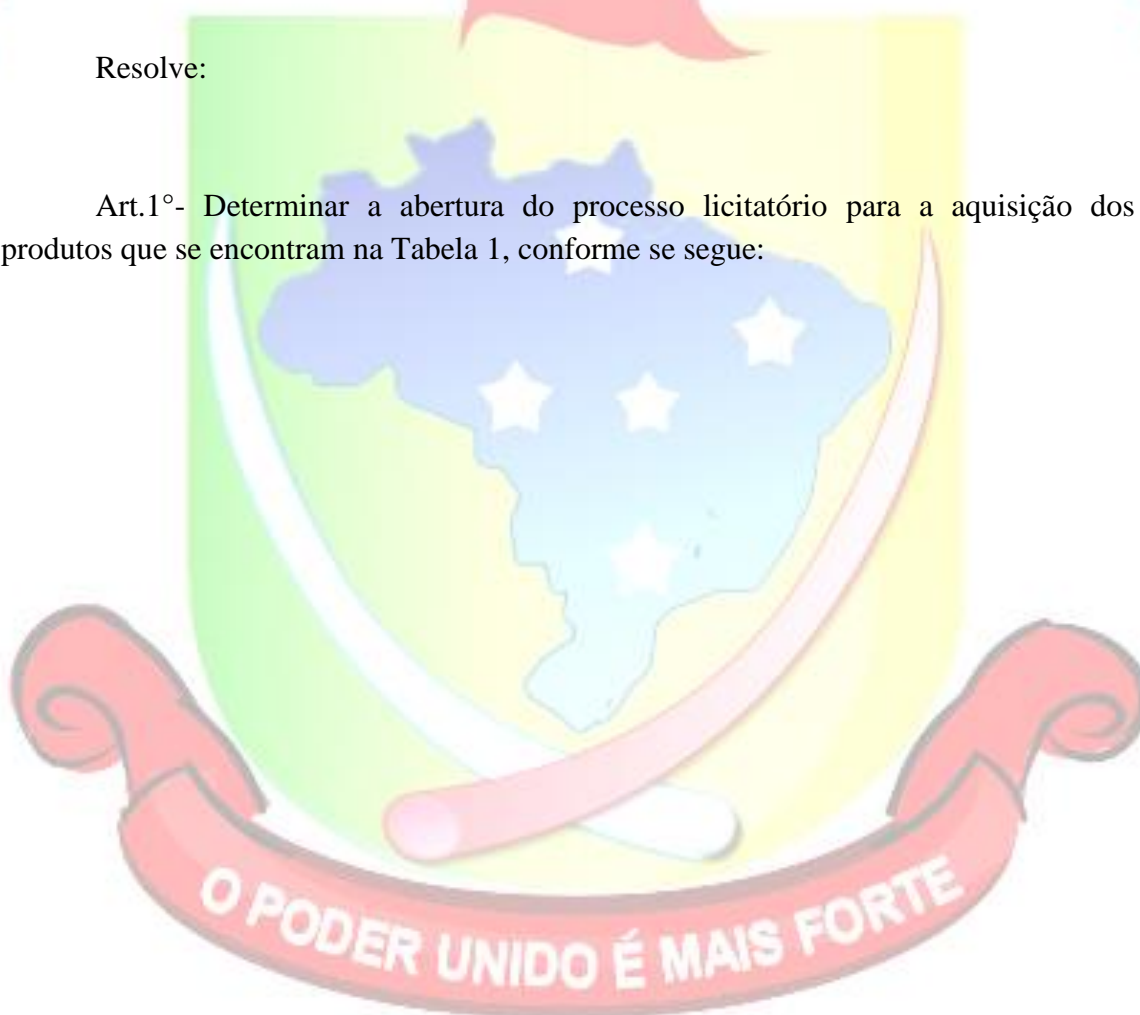 Resolve:
Art.1°- Determinar a abertura do processo licitatório para a aquisição dos
produtos que se encontram na Tabela 1, conforme se segue:
O PODER UNIDO É MAIS FORTE